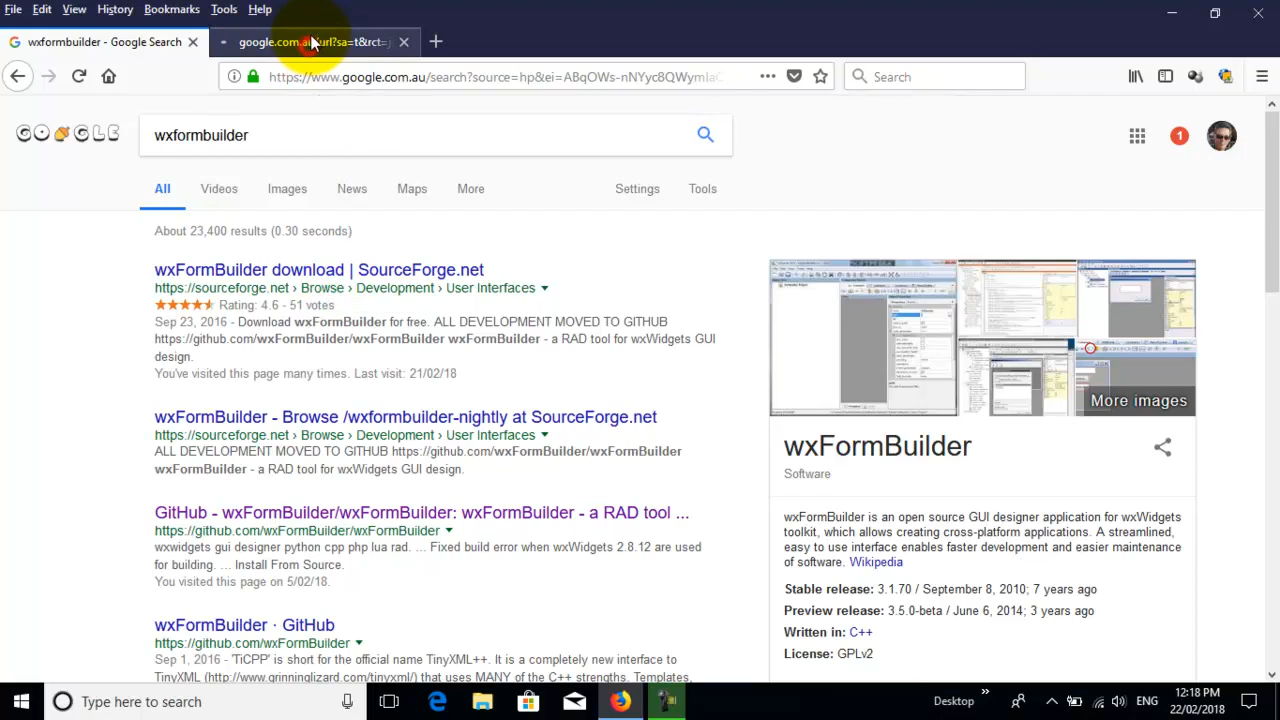 File Edit View History Bookmarks Tools Help
wxformbuilder - Google Search
google.com.au/url?sa=t&rct=j
https://www.google.com.au/search?source=hp&ei=ABqOWs-nNYyc8QWymIaC
Search
GOOGLE
wxformbuilder
1
All Videos Images News Maps More Settings Tools
About 23,400 results (0.30 seconds)
wxFormBuilder download | SourceForge.net
https://sourceforge.net › Browse › Development › User Interfaces
Rating: 4.6 - 51 votes
Sep 23, 2016 - Download wxFormBuilder for free. ALL DEVELOPMENT MOVED TO GITHUB
https://github.com/wxFormBuilder/wxFormBuilder wxFormBuilder - a RAD tool for wxWidgets GUI
design.
You've visited this page many times. Last visit: 21/02/18
wxFormBuilder - Browse /wxformbuilder-nightly at SourceForge.net
https://sourceforge.net › Browse › Development › User Interfaces
ALL DEVELOPMENT MOVED TO GITHUB https://github.com/wxFormBuilder/wxFormBuilder
wxFormBuilder - a RAD tool for wxWidgets GUI design.
GitHub - wxFormBuilder/wxFormBuilder: wxFormBuilder - a RAD tool ...
https://github.com/wxFormBuilder/wxFormBuilder
wxwidgets gui designer python cpp php lua rad. ... Fixed build error when wxWidgets 2.8.12 are used
for building. ... Install From Source.
You visited this page on 5/02/18.
wxFormBuilder · GitHub
https://github.com/wxFormBuilder
Sep 1, 2016 - 'TiCPP' is short for the official name TinyXML++. It is a completely new interface to
TinyXML (http://www.grinninglizard.com/tinyxml/) that uses MANY of the C++ strengths. Templates,
More images
wxFormBuilder
Software
wxFormBuilder is an open source GUI designer application for wxWidgets
toolkit, which allows creating cross-platform applications. A streamlined,
easy to use interface enables faster development and easier maintenance
of software. Wikipedia
Stable release: 3.1.70 / September 8, 2010; 7 years ago
Preview release: 3.5.0-beta / June 6, 2014; 3 years ago
Written in: C++
License: GPLv2
Type here to search
Desktop
ENG
12:18 PM
22/02/2018